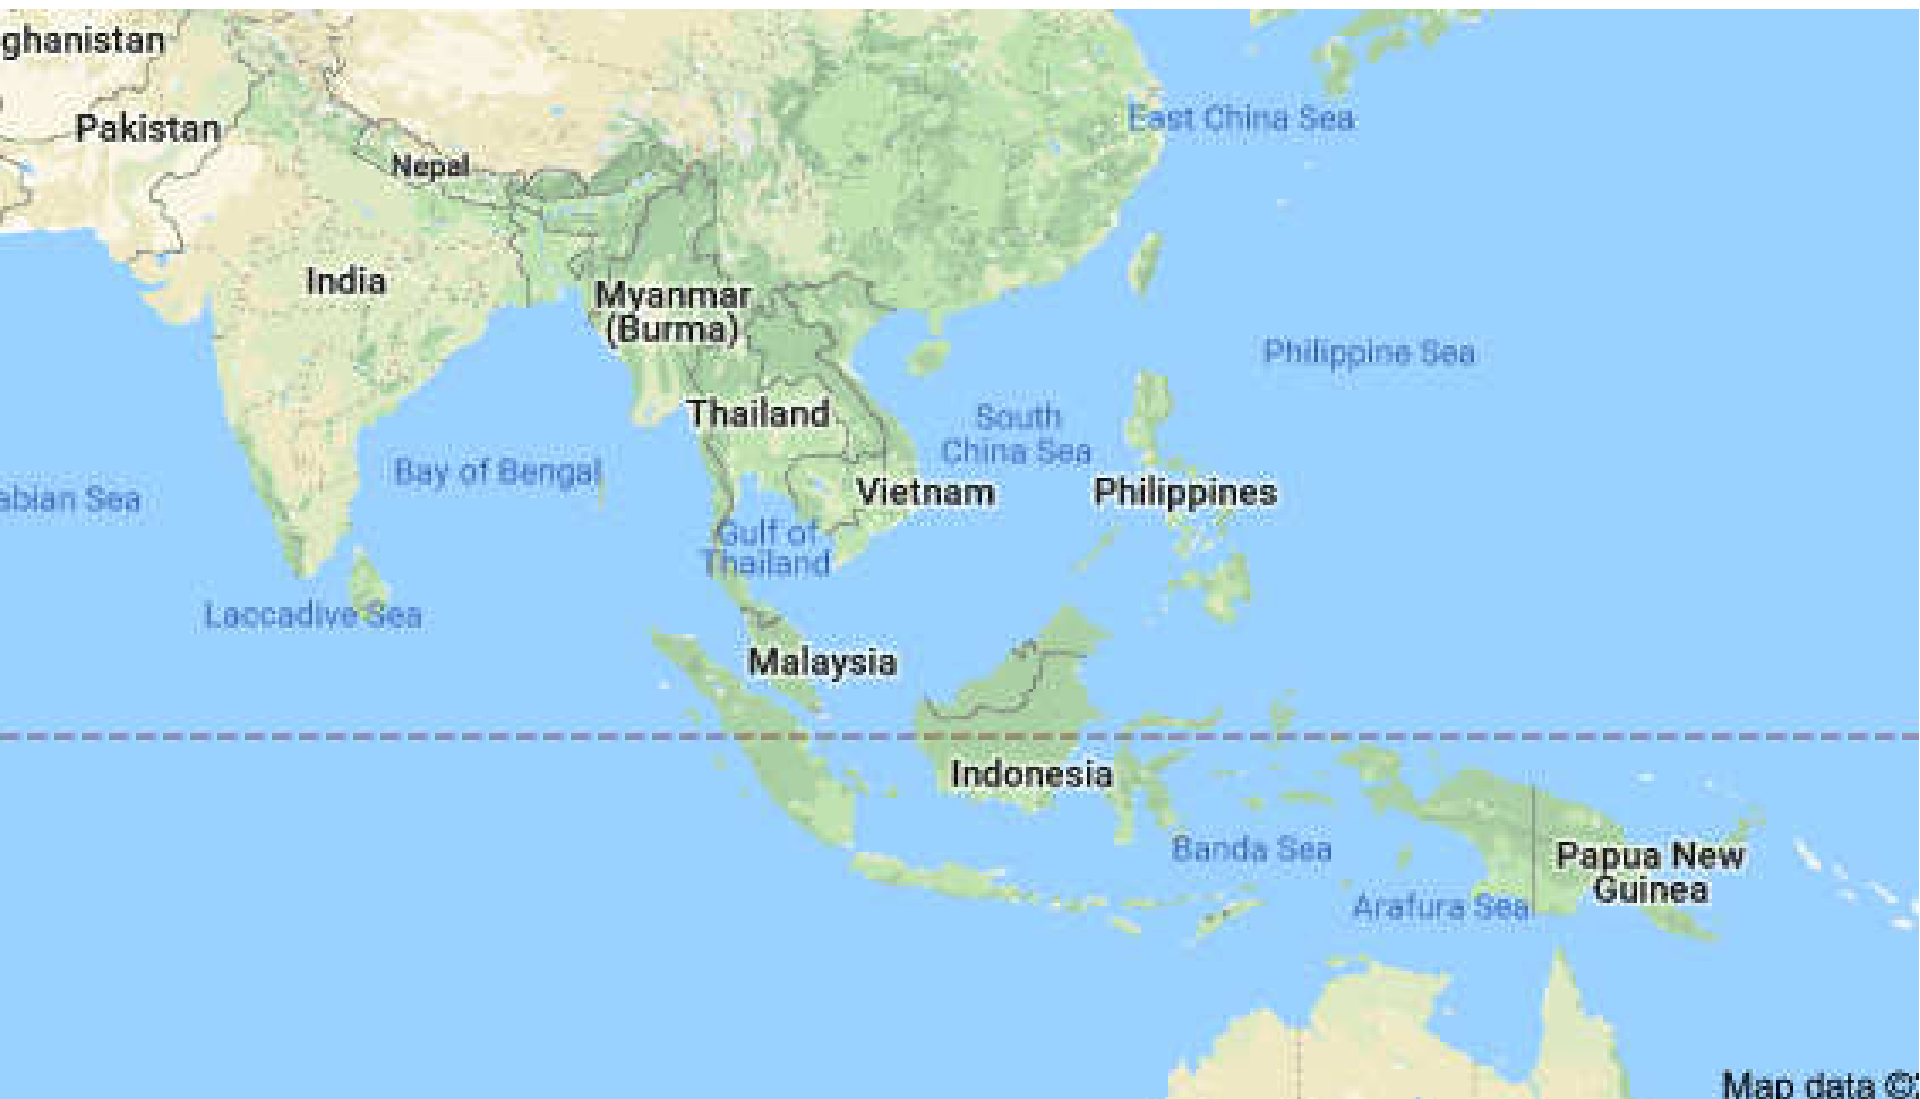 ghanistan
Pakistan
Nepal
East China Sea
India
Myanmar
(Burma)
Philippine Sea
Thailand
South
China Sea
Bay of Bengal
abian Sea
Vietnam
Philippines
Gulf of
Thailand
Laccadive Sea
Malaysia
Indonesia
Banda Sea
Papua New
Guinea
Arafura Sea
Map data ©